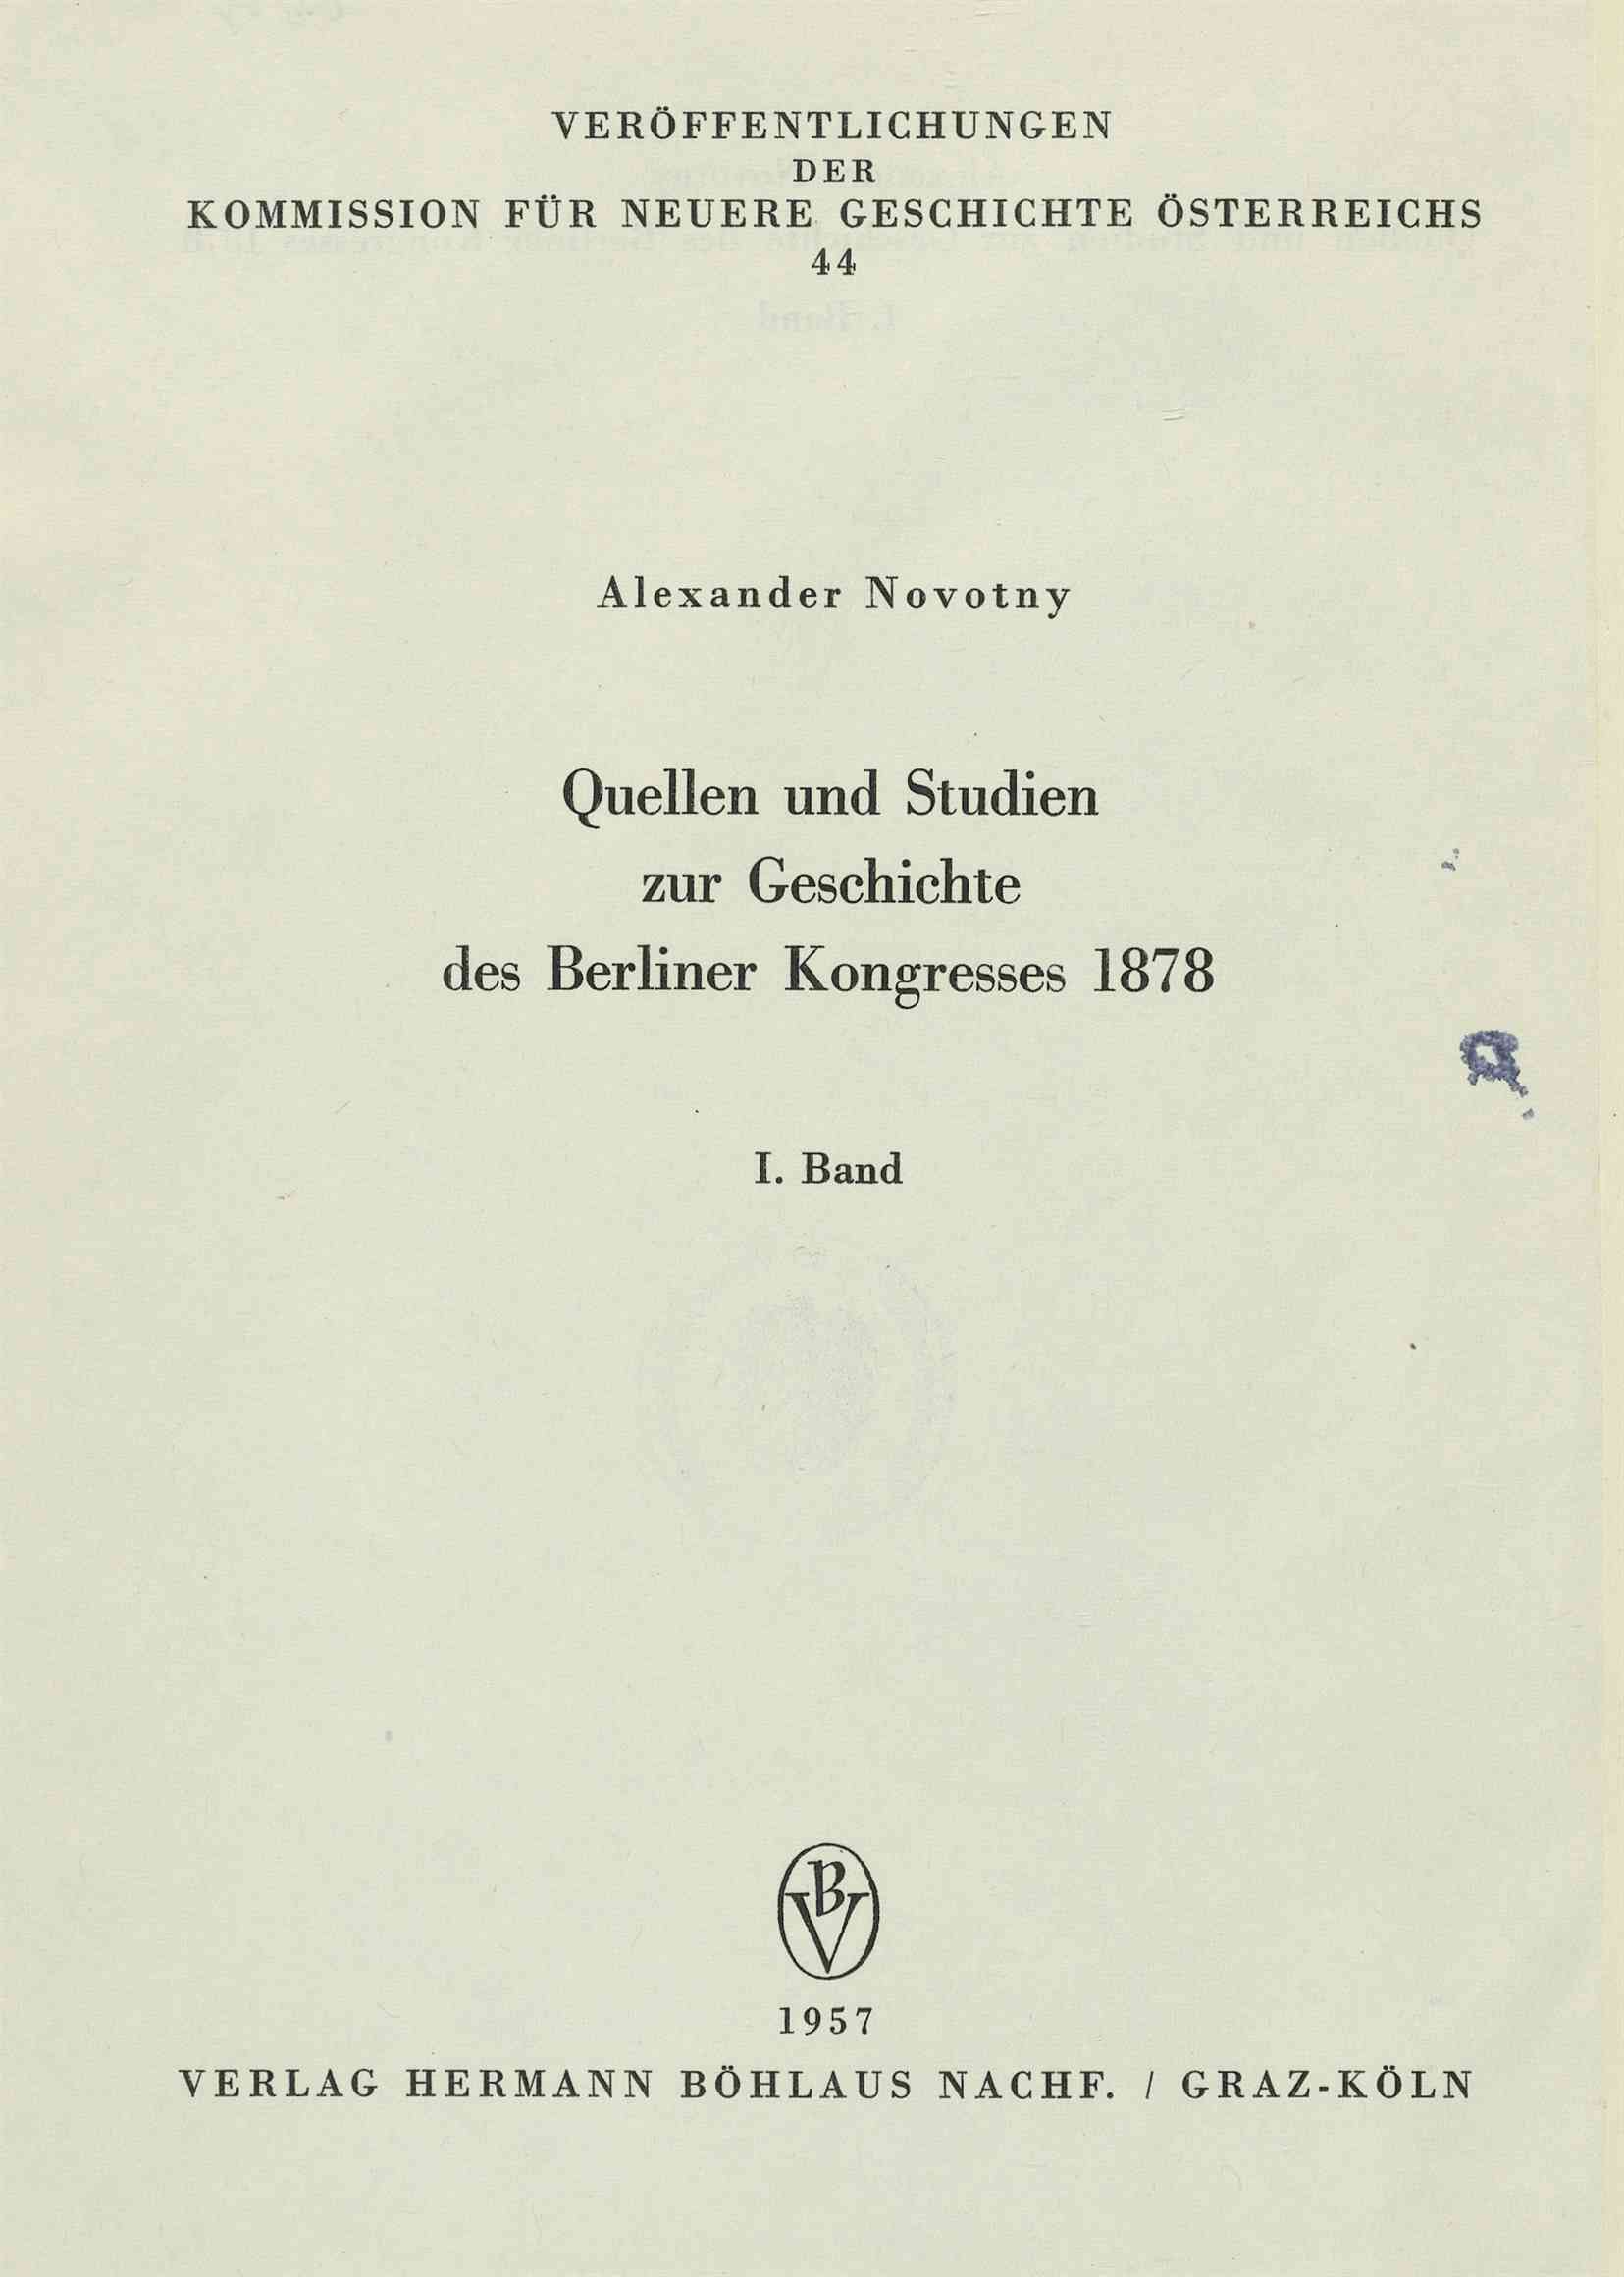 VERÖFFENTLICHUNGEN
DER
KOMMISSION FÜR NEUERE GESCHICHTE ÖSTERREICHS
44
Alexander Novotny
Quellen und Studien
zur Geschichte
des Berliner Kongresses 1878
I. Band
BV
1957
VERLAG HERMANN BÖHLAUS NACHF. / GRAZ-KÖLN